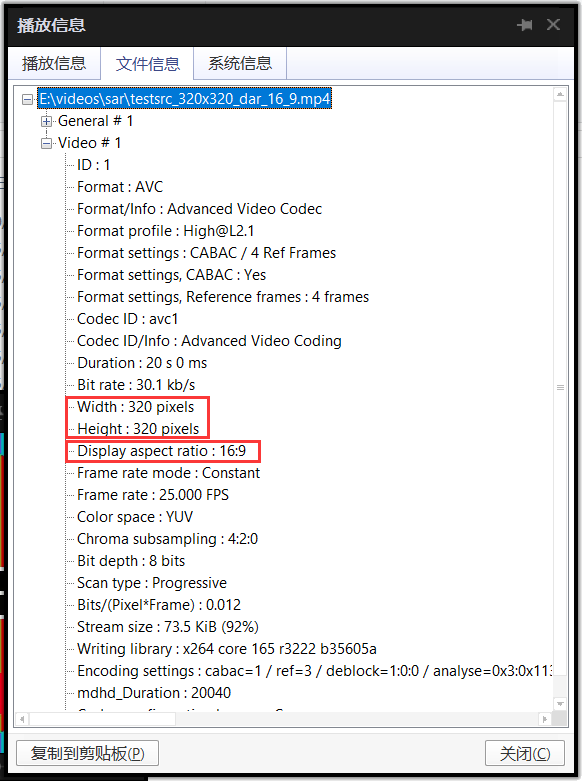 播放信息
播放信息 文件信息 系统信息
E:\videos\sar\testsrc_320x320_dar_16_9.mp4
General # 1
Video # 1
ID : 1
Format : AVC
Format/Info : Advanced Video Codec
Format profile : High@L2.1
Format settings : CABAC / 4 Ref Frames
Format settings, CABAC : Yes
Format settings, Reference frames : 4 frames
Codec ID : avc1
Codec ID/Info : Advanced Video Coding
Duration : 20 s 0 ms
Bit rate : 30.1 kb/s
Width : 320 pixels
Height : 320 pixels
Display aspect ratio : 16:9
Frame rate mode : Constant
Frame rate : 25.000 FPS
Color space : YUV
Chroma subsampling : 4:2:0
Bit depth : 8 bits
Scan type : Progressive
Bits/(Pixel*Frame) : 0.012
Stream size : 73.5 KiB (92%)
Writing library : x264 core 165 r3222 b35605a
Encoding settings : cabac=1 / ref=3 / deblock=1:0:0 / analyse=0x3:0x113
mdhd_Duration : 20040
复制到剪贴板(P) 关闭(C)